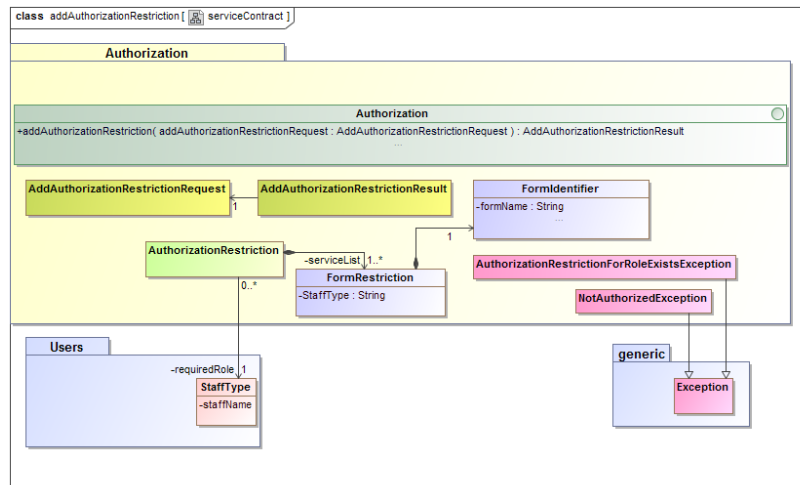 class addAuthorizationRestriction [ serviceContract ]
Authorization
Authorization
+addAuthorizationRestriction( addAuthorizationRestrictionRequest : AddAuthorizationRestrictionRequest ) : AddAuthorizationRestrictionResult
...
AddAuthorizationRestrictionRequest
1
AddAuthorizationRestrictionResult
FormIdentifier
-formName : String
...
1
AuthorizationRestriction
-serviceList
1..*
0..*
FormRestriction
-StaffType : String
AuthorizationRestrictionForRoleExistsException
NotAuthorizedException
Users
-requiredRole
1
StaffType
-staffName
generic
Exception